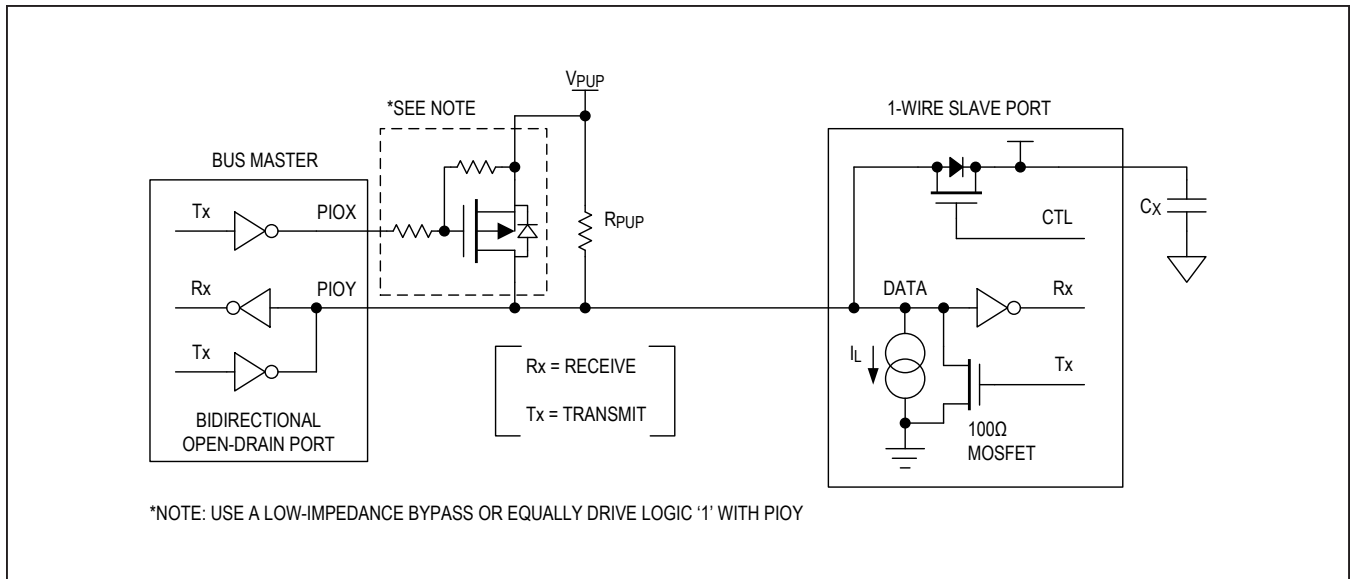 VPUP
*SEE NOTE
1-WIRE SLAVE PORT
BUS MASTER
Tx
PIOX
RPUP
CX
CTL
Rx
PIOY
DATA
Rx
Tx
IL
Tx
Rx = RECEIVE
Tx = TRANSMIT
BIDIRECTIONAL
OPEN-DRAIN PORT
100Ω
MOSFET
*NOTE: USE A LOW-IMPEDANCE BYPASS OR EQUALLY DRIVE LOGIC ‘1’ WITH PIOY